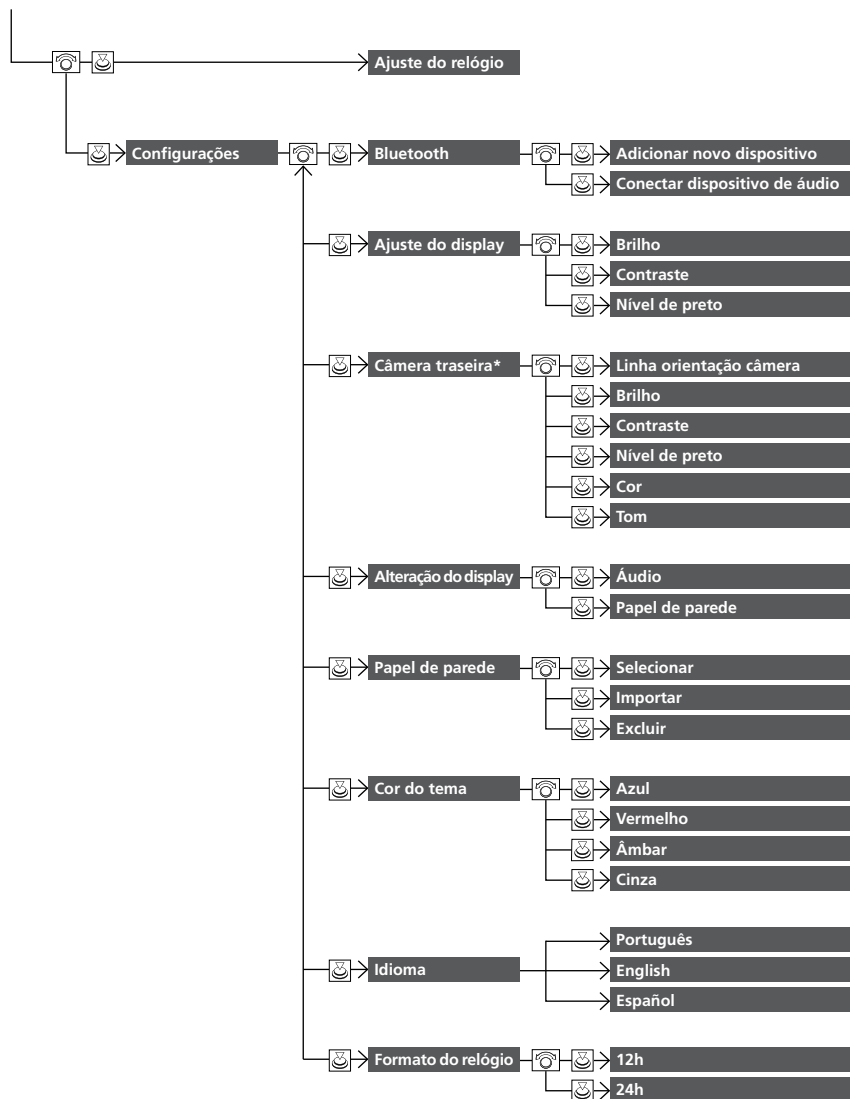 Ajuste do relógio
Configurações
Bluetooth
Adicionar novo dispositivo
Conectar dispositivo de áudio
Ajuste do display
Brilho
Contraste
Nível de preto
Câmera traseira*
Linha orientação câmera
Brilho
Contraste
Nível de preto
Cor
Tom
Alteração do display
Áudio
Papel de parede
Papel de parede
Selecionar
Importar
Excluir
Cor do tema
Azul
Vermelho
Âmbar
Cinza
Idioma
Português
English
Español
Formato do relógio
12h
24h